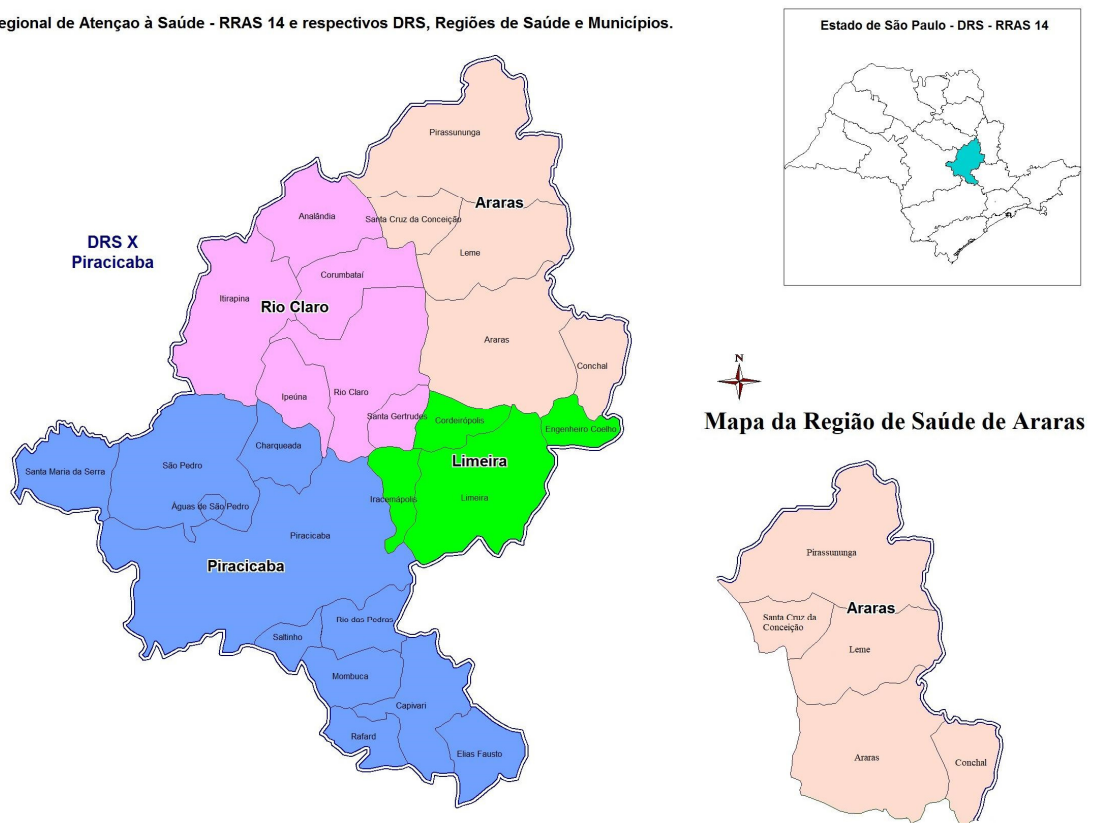 egional de Atençao à Saúde - RRAS 14 e respectivos DRS, Regiões de Saúde e Municípios.
Estado de São Paulo - DRS - RRAS 14
DRS X
Piracicaba
Pirassununga
Araras
Santa Cruz da Conceição
Leme
Analândia
Corumbataí
Itirapina
Rio Claro
Araras
Conchal
Ipeúna
Rio Claro
Santa Gertrudes
Cordeirópolis
Engenheiro Coelho
Limeira
Iracemápolis
Limeira
Charqueada
São Pedro
Santa Maria da Serra
Águas de São Pedro
Piracicaba
Piracicaba
Rio das Pedras
Saltinho
Mombuca
Capivari
Rafard
Elias Fausto
N
Mapa da Região de Saúde de Araras
Pirassununga
Araras
Santa Cruz da
Conceição
Leme
Araras
Conchal